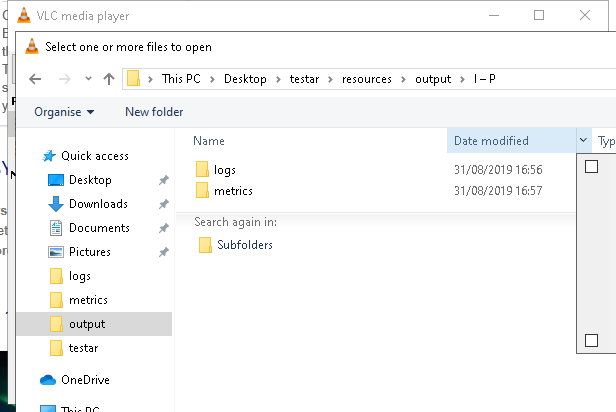 VLC media player
Select one or more files to open
This PC > Desktop > testar > resources > output > I – P
Organise New folder
Name Date modified Typ
Quick access
Desktop
Downloads
Documents
Pictures
logs
metrics
output
testar
OneDrive
This PC
logs 31/08/2019 16:56
metrics 31/08/2019 16:57
Search again in:
Subfolders